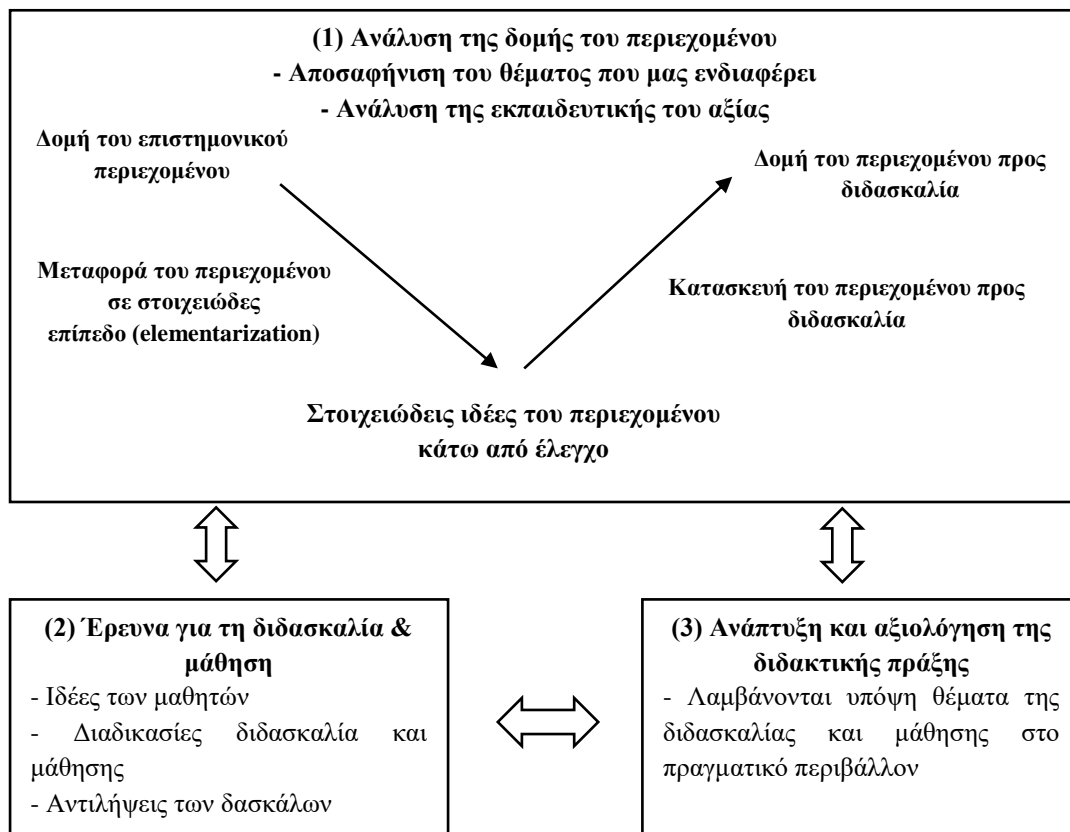 (1) Ανάλυση της δομής του περιεχομένου
- Αποσαφήνιση του θέματος που μας ενδιαφέρει
- Ανάλυση της εκπαιδευτικής του αξίας
Δομή του επιστημονικού
περιεχομένου
Δομή του περιεχομένου προς
διδασκαλία
Μεταφορά του περιεχομένου
σε στοιχειώδες
επίπεδο (elementarization)
Κατασκευή του περιεχομένου προς
διδασκαλία
Στοιχειώδεις ιδέες του περιεχομένου
κάτω από έλεγχο
(2) Έρευνα για τη διδασκαλία &
μάθηση
- Ιδέες των μαθητών
- Διαδικασίες διδασκαλία και
μάθησης
- Αντιλήψεις των δασκάλων
(3) Ανάπτυξη και αξιολόγηση της
διδακτικής πράξης
- Λαμβάνονται υπόψη θέματα της
διδασκαλίας και μάθησης στο
πραγματικό περιβάλλον